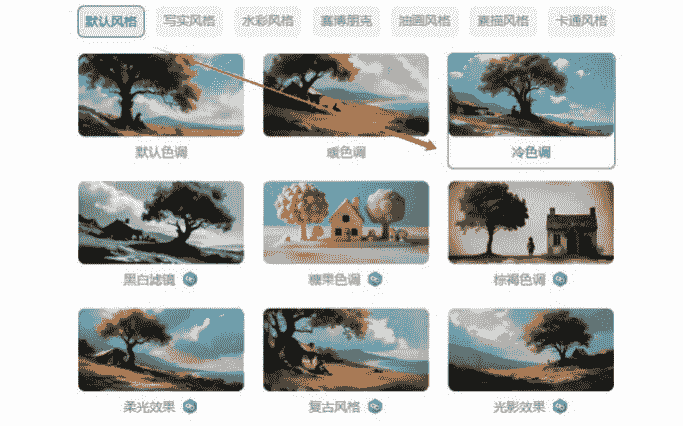 默认风格 写实风格 水彩风格 赛博朋克 油画风格 素描风格 卡通风格
默认色调 暖色调 冷色调
黑白滤镜 糖果色调 棕褐色调
柔光效果 复古风格 光影效果